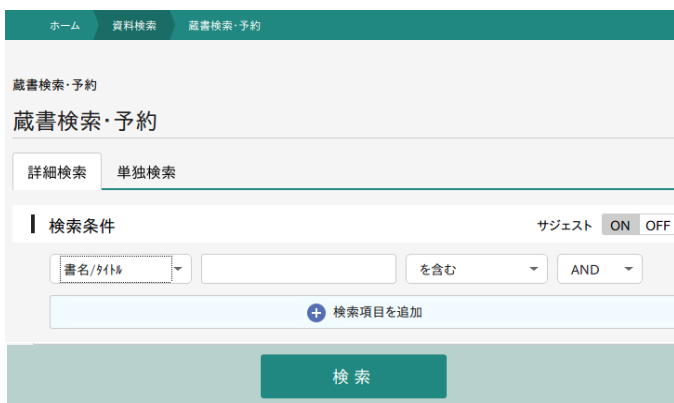 ホーム 資料検索 蔵書検索・予約
蔵書検索・予約
蔵書検索・予約
詳細検索 単独検索
検索条件 サジェスト ON OFF
書名/ﾀｲﾄﾙ を含む AND
検索項目を追加
検索